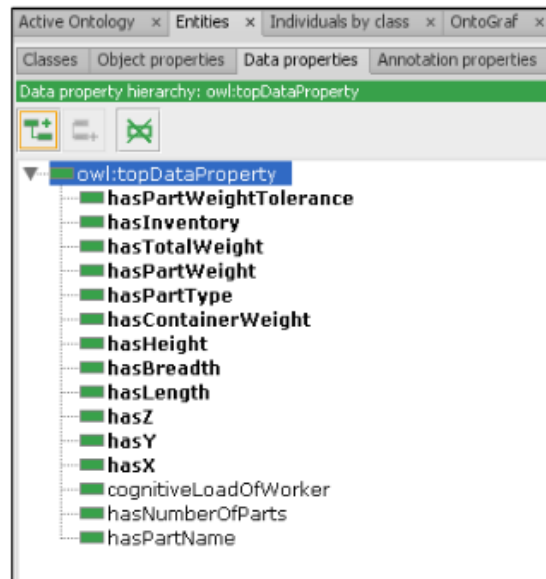 Active Ontology × Entities × Individuals by class × OntoGraf ×
Classes Object properties Data properties Annotation properties
Data property hierarchy: owl:topDataProperty
owl:topDataProperty
hasPartWeightTolerance
hasInventory
hasTotalWeight
hasPartWeight
hasPartType
hasContainerWeight
hasHeight
hasBreadth
hasLength
hasZ
hasY
hasX
cognitiveLoadOfWorker
hasNumberOfParts
hasPartName